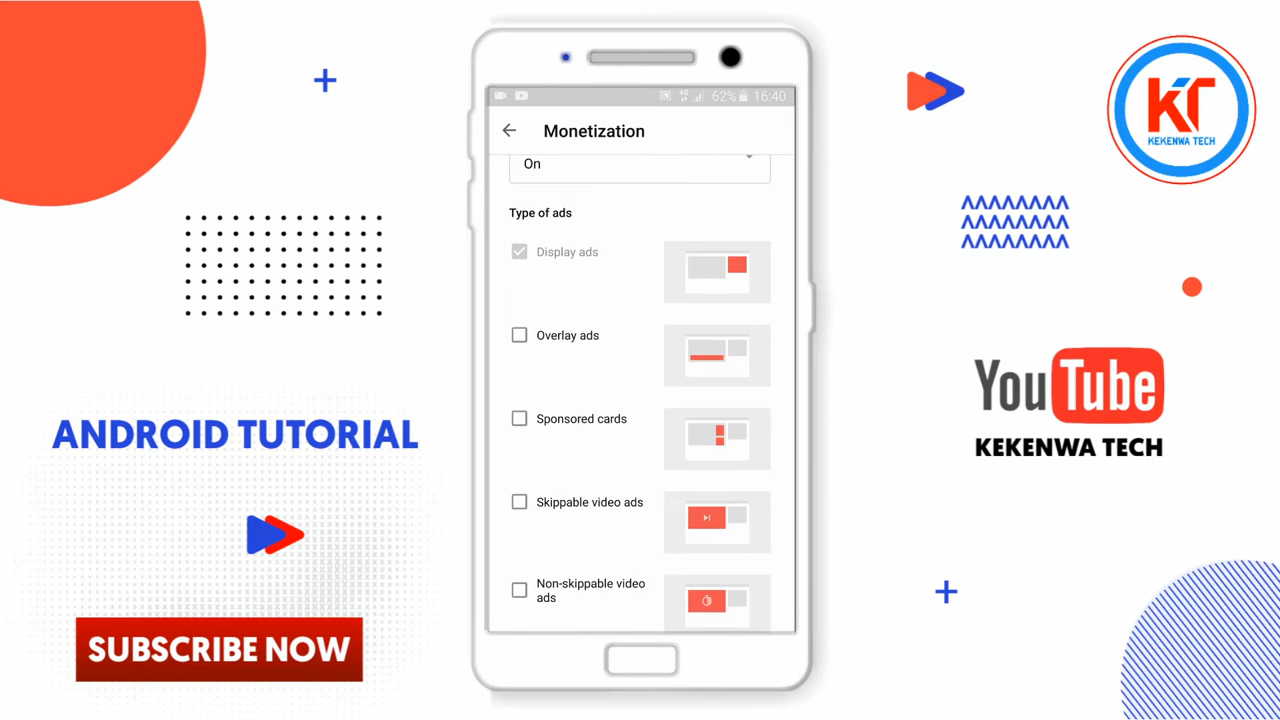 4G
62%
16:40
Monetization
On
Type of ads
Display ads
Overlay ads
Sponsored cards
Skippable video ads
Non-skippable video
ads
ANDROID TUTORIAL
SUBSCRIBE NOW
KT
KEKENWA TECH
YouTube
KEKENWA TECH